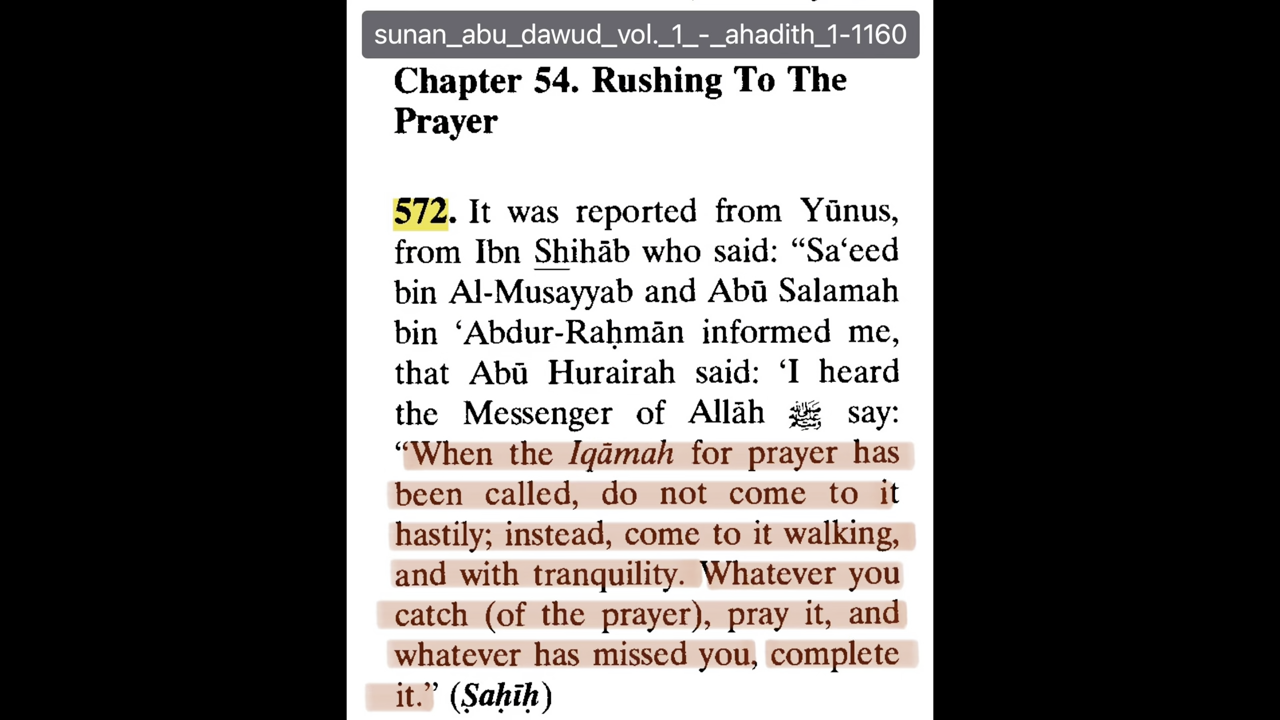 sunan_abu_dawud_vol._1_-_ahadith_1-1160
Chapter 54. Rushing To The
Prayer
572. It was reported from Yūnus,
from Ibn Shihāb who said: “Sa‘eed
bin Al-Musayyab and Abū Salamah
bin ‘Abdur-Raḥmān informed me,
that Abū Hurairah said: ‘I heard
the Messenger of Allāh ﷺ say:
“When the Iqāmah for prayer has
been called, do not come to it
hastily; instead, come to it walking,
and with tranquility. Whatever you
catch (of the prayer), pray it, and
whatever has missed you, complete
it.” (Ṣaḥīḥ)